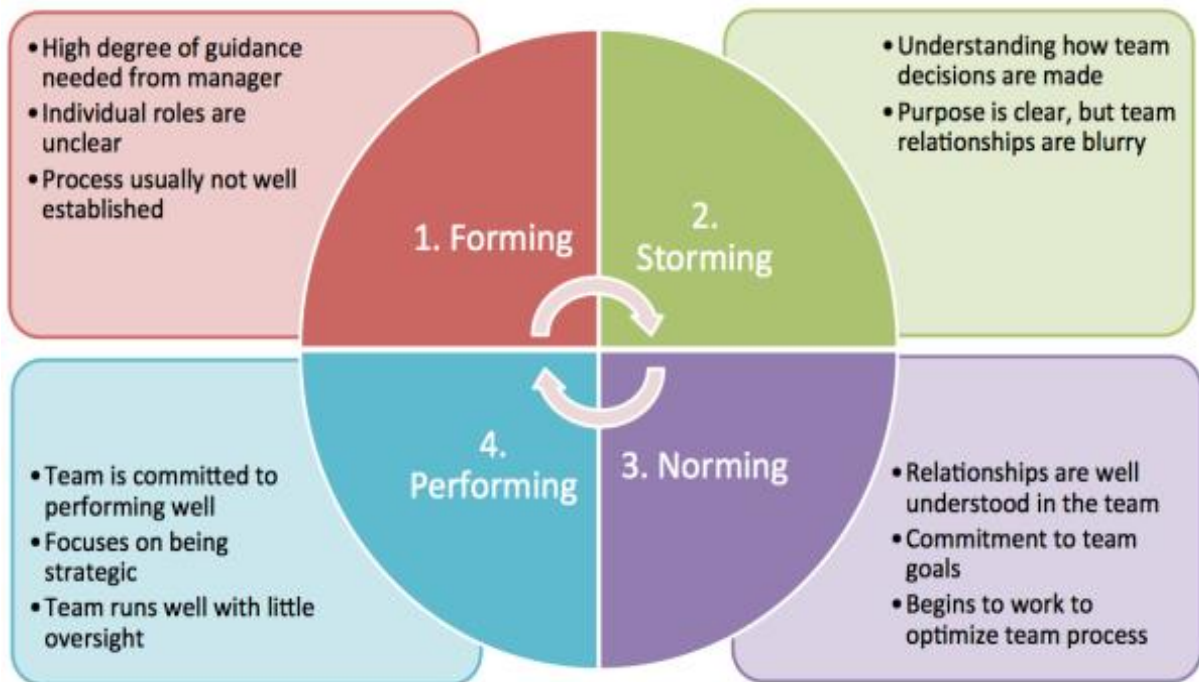 • High degree of guidance
needed from manager
• Individual roles are
unclear
• Process usually not well
established
1. Forming
• Understanding how team
decisions are made
• Purpose is clear, but team
relationships are blurry
2.
Storming
• Relationships are well
understood in the team
• Commitment to team
goals
• Begins to work to
optimize team process
3. Norming
• Team is committed to
performing well
• Focuses on being
strategic
• Team runs well with little
oversight
4.
Performing